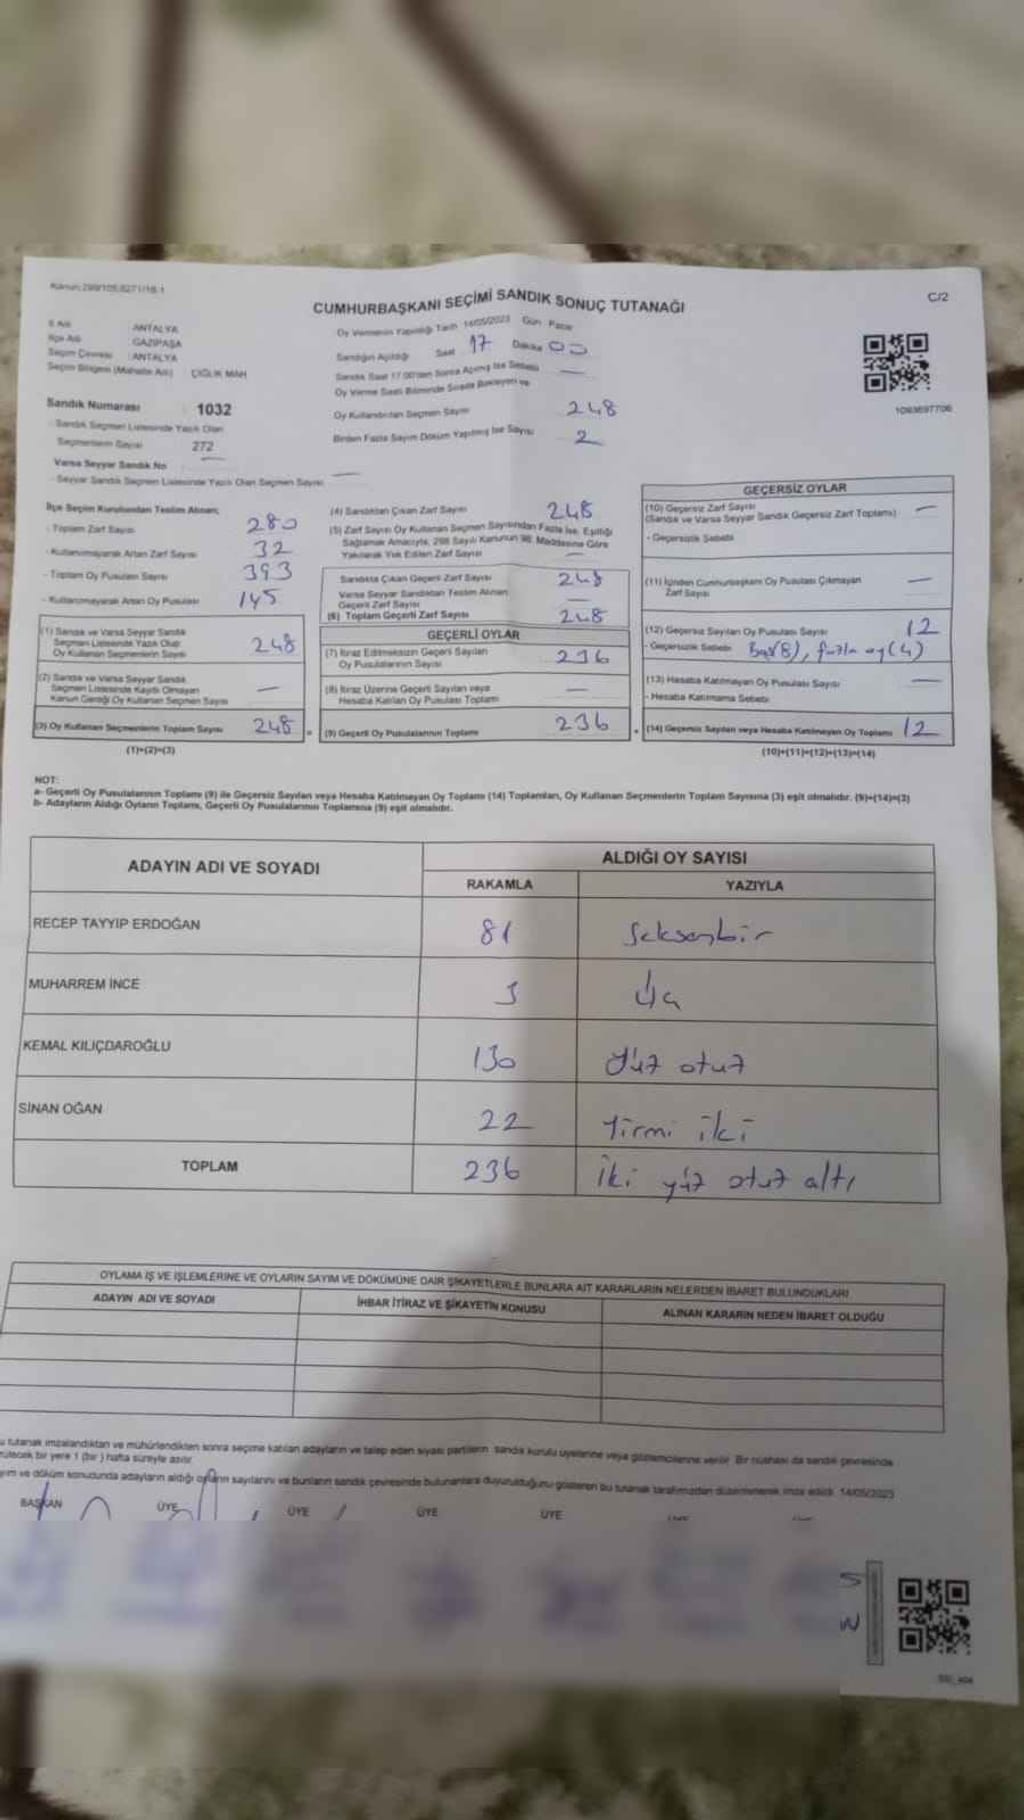 CUMHURBAŞKANI SEÇİMİ SANDIK SONUÇ TUTANAĞI
C/2
İl Adı ANTALYA
İlçe Adı GAZİPAŞA
Seçim Çevresi : ANTALYA
Seçim Bölgesi (Mahalle Adı) ÇIĞLIK MAH
Sandık Numarası 1032
- Sandık Seçmen Listesinde Yazılı Olan
Seçmenlerin Sayısı 272
Varsa Seyyar Sandık No
- Seyyar Sandık Seçmen Listesinde Yazılı Olan Seçmen Sayısı
Oy Vermenin Yapıldığı Tarih 14/05/2023 Gün Pazar
Sandığın Açıldığı Saat 17 Dakika 00
Sandık Saat 17.00'den Sonra Açılmış İse Sebebi
Oy Verme Saati Bitiminde Sırada Bekleyen ve
Oy Kullandırılan Seçmen Sayısı 248
Birden Fazla Sayım Döküm Yapılmış İse Sayısı 2
İlçe Seçim Kurulundan Teslim Alınan;
- Toplam Zarf Sayısı 280
- Kullanılmayarak Artan Zarf Sayısı 32
- Toplam Oy Pusulası Sayısı 393
- Kullanılmayarak Artan Oy Pusulası 145
(1) Sandık ve Varsa Seyyar Sandık
Seçmen Listesinde Yazılı Olup
Oy Kullanan Seçmenlerin Sayısı 248
(2) Sandık ve Varsa Seyyar Sandık
Seçmen Listesinde Kayıtlı Olmayan
Kanun Gereği Oy Kullanan Seçmen Sayısı
(3) Oy Kullanan Seçmenlerin Toplam Sayısı 248
(1)+(2)=(3)
(4) Sandıktan Çıkan Zarf Sayısı 248
(5) Zarf Sayısı Oy Kullanan Seçmen Sayısından Fazla İse, Eşitliği
Sağlamak Amacıyla, 298 Sayılı Kanunun 98. Maddesine Göre
Yakılarak Yok Edilen Zarf Sayısı
Sandıkta Çıkan Geçerli Zarf Sayısı 248
Varsa Seyyar Sandıktan Teslim Alınan
Geçerli Zarf Sayısı
(6) Toplam Geçerli Zarf Sayısı 248
GEÇERLİ OYLAR
(7) İtiraz Edilmeksizin Geçerli Sayılan
Oy Pusulalarının Sayısı 236
(8) İtiraz Üzerine Geçerli Sayılan veya
Hesaba Katılan Oy Pusulası Toplamı
(9) Geçerli Oy Pusulalarının Toplamı 236
GEÇERSİZ OYLAR
(10) Geçersiz Zarf Sayısı
(Sandık ve Varsa Seyyar Sandık Geçersiz Zarf Toplamı)
- Geçersizlik Sebebi
(11) İçinden Cumhurbaşkanı Oy Pusulası Çıkmayan
Zarf Sayısı
(12) Geçersiz Sayılan Oy Pusulası Sayısı 12
- Geçersizlik Sebebi Boş(8), fazla oy(4)
(13) Hesaba Katılmayan Oy Pusulası Sayısı
- Hesaba Katılmama Sebebi
(14) Geçersiz Sayılan veya Hesaba Katılmayan Oy Toplamı 12
(10)+(11)+(12)+(13)=(14)
NOT:
a- Geçerli Oy Pusulalarının Toplamı (9) ile Geçersiz Sayılan veya Hesaba Katılmayan Oy Toplamı (14) Toplamları, Oy Kullanan Seçmenlerin Toplam Sayısına (3) eşit olmalıdır. (9)+(14)=(3)
b- Adayların Aldığı Oyların Toplamı, Geçerli Oy Pusulalarının Toplamına (9) eşit olmalıdır.
ADAYIN ADI VE SOYADI
ALDIĞI OY SAYISI
RAKAMLA YAZIYLA
RECEP TAYYIP ERDOĞAN 81 Seksenbir
MUHARREM İNCE 3 Üç
KEMAL KILIÇDAROĞLU 130 Yüz otuz
SİNAN OĞAN 22 Yirmi iki
TOPLAM 236 İki yüz otuz altı
OYLAMA İŞ VE İŞLEMLERİNE VE OYLARIN SAYIM VE DÖKÜMÜNE DAİR ŞİKAYETLERLE BUNLARA AİT KARARLARIN NELERDEN İBARET BULUNDUKLARI
ADAYIN ADI VE SOYADI
İHBAR İTİRAZ VE ŞİKAYETİN KONUSU
ALINAN KARARIN NEDEN İBARET OLDUĞU
u tutanak imzalandıktan ve mühürlendikten sonra seçime katılan adayların ve talep eden siyasi partilerin sandık kurulu üyelerine veya gözlemcilerine verilir. Bir nüshası da sandık çevresinde
bir yere 1 (bir) hafta süreyle asılır
ve döküm sonucunda adayların aldığı oyların sayılarını ve bunların sandık çevresinde bulunanlara duyurulduğunu gösteren bu tutanak tarafımızdan düzenlenerek imza edildi. 14/05/2023
BAŞKAN ÜYE ÜYE ÜYE ÜYE